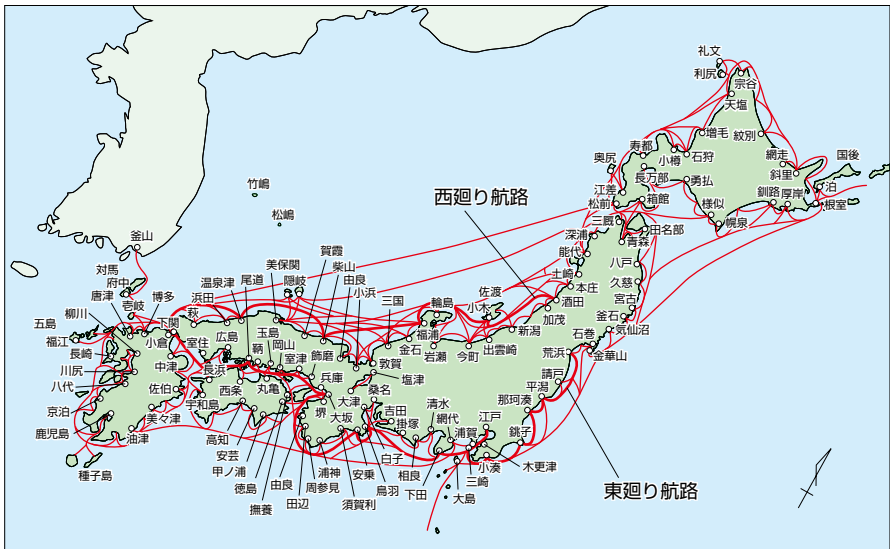 礼文
利尻
宗谷
天塩
増毛
紋別
寿都
小樽
石狩
網走
国後
奥尻
斜里
長万部
泊
江差
勇払
釧路
厚岸
根室
松前
箱館
様似
幌泉
三厩
田名部
青森
深浦
能代
八戸
土崎
久慈
本庄
宮古
酒田
釜石
気仙沼
加茂
石巻
金華山
新潟
荒浜
請戸
平潟
那珂湊
銚子
木更津
竹嶋
松嶋
西廻り航路
釜山
対馬
府中
唐津
壱岐
博多
柳川
五島
福江
長崎
川尻
八代
京泊
鹿児島
種子島
油津
美々津
佐伯
中津
小倉
下関
萩
浜田
温泉津
尾道
美保関
隠岐
賀霞
柴山
由良
小浜
三国
輪島
佐渡
小木
福浦
金石
岩瀬
今町
出雲崎
室住
広島
玉島
岡山
鞆
室津
飾磨
兵庫
敦賀
塩津
桑名
長浜
西条
丸亀
宇和島
高知
安芸
甲ノ浦
徳島
撫養
由良
田辺
堺
大坂
大津
吉田
掛塚
清水
網代
江戸
浦賀
白子
相良
下田
三崎
小湊
大島
浦神
周参見
須賀利
安乗
鳥羽
東廻り航路